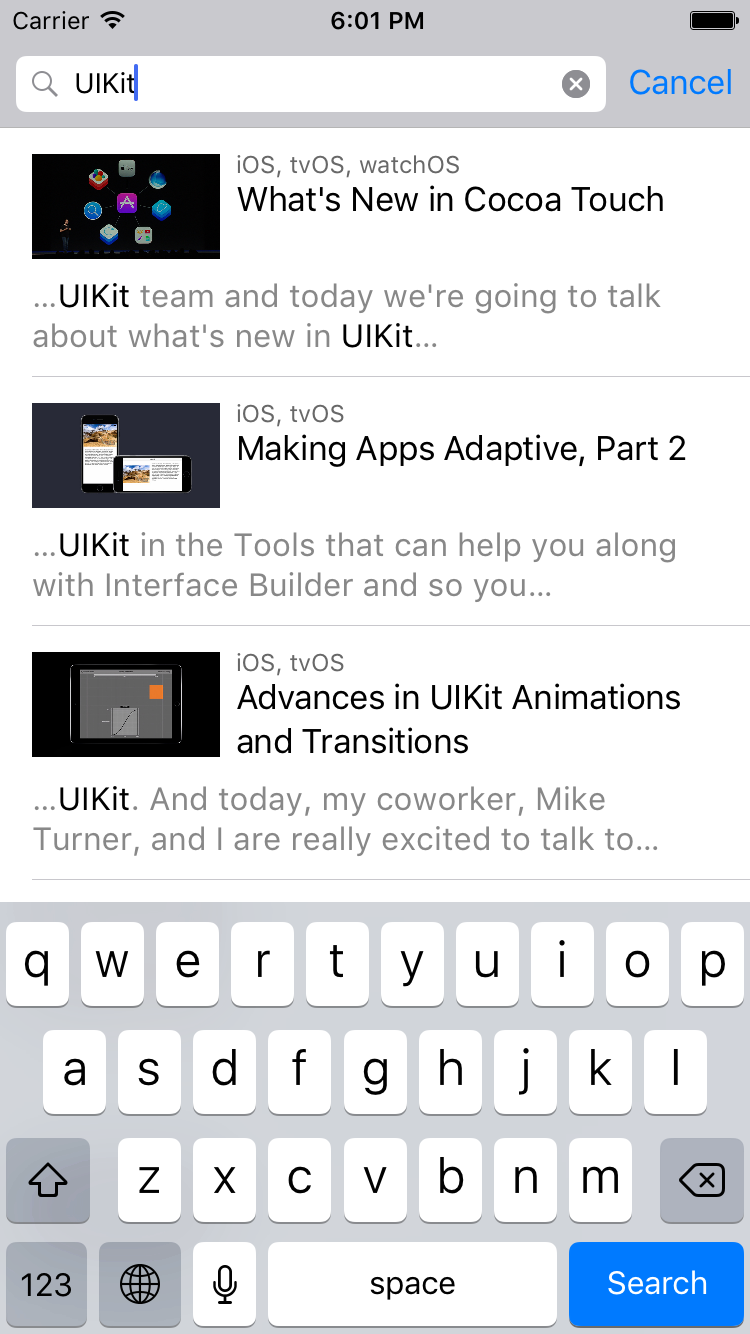 Carrier 6:01 PM
UIKit Cancel
iOS, tvOS, watchOS
What's New in Cocoa Touch
...UIKit team and today we're going to talk
about what's new in UIKit...
iOS, tvOS
Making Apps Adaptive, Part 2
...UIKit in the Tools that can help you along
with Interface Builder and so you...
iOS, tvOS
Advances in UIKit Animations
and Transitions
...UIKit. And today, my coworker, Mike
Turner, and I are really excited to talk to...
q w e r t y u i o p
a s d f g h j k l
z x c v b n m
123 space Search